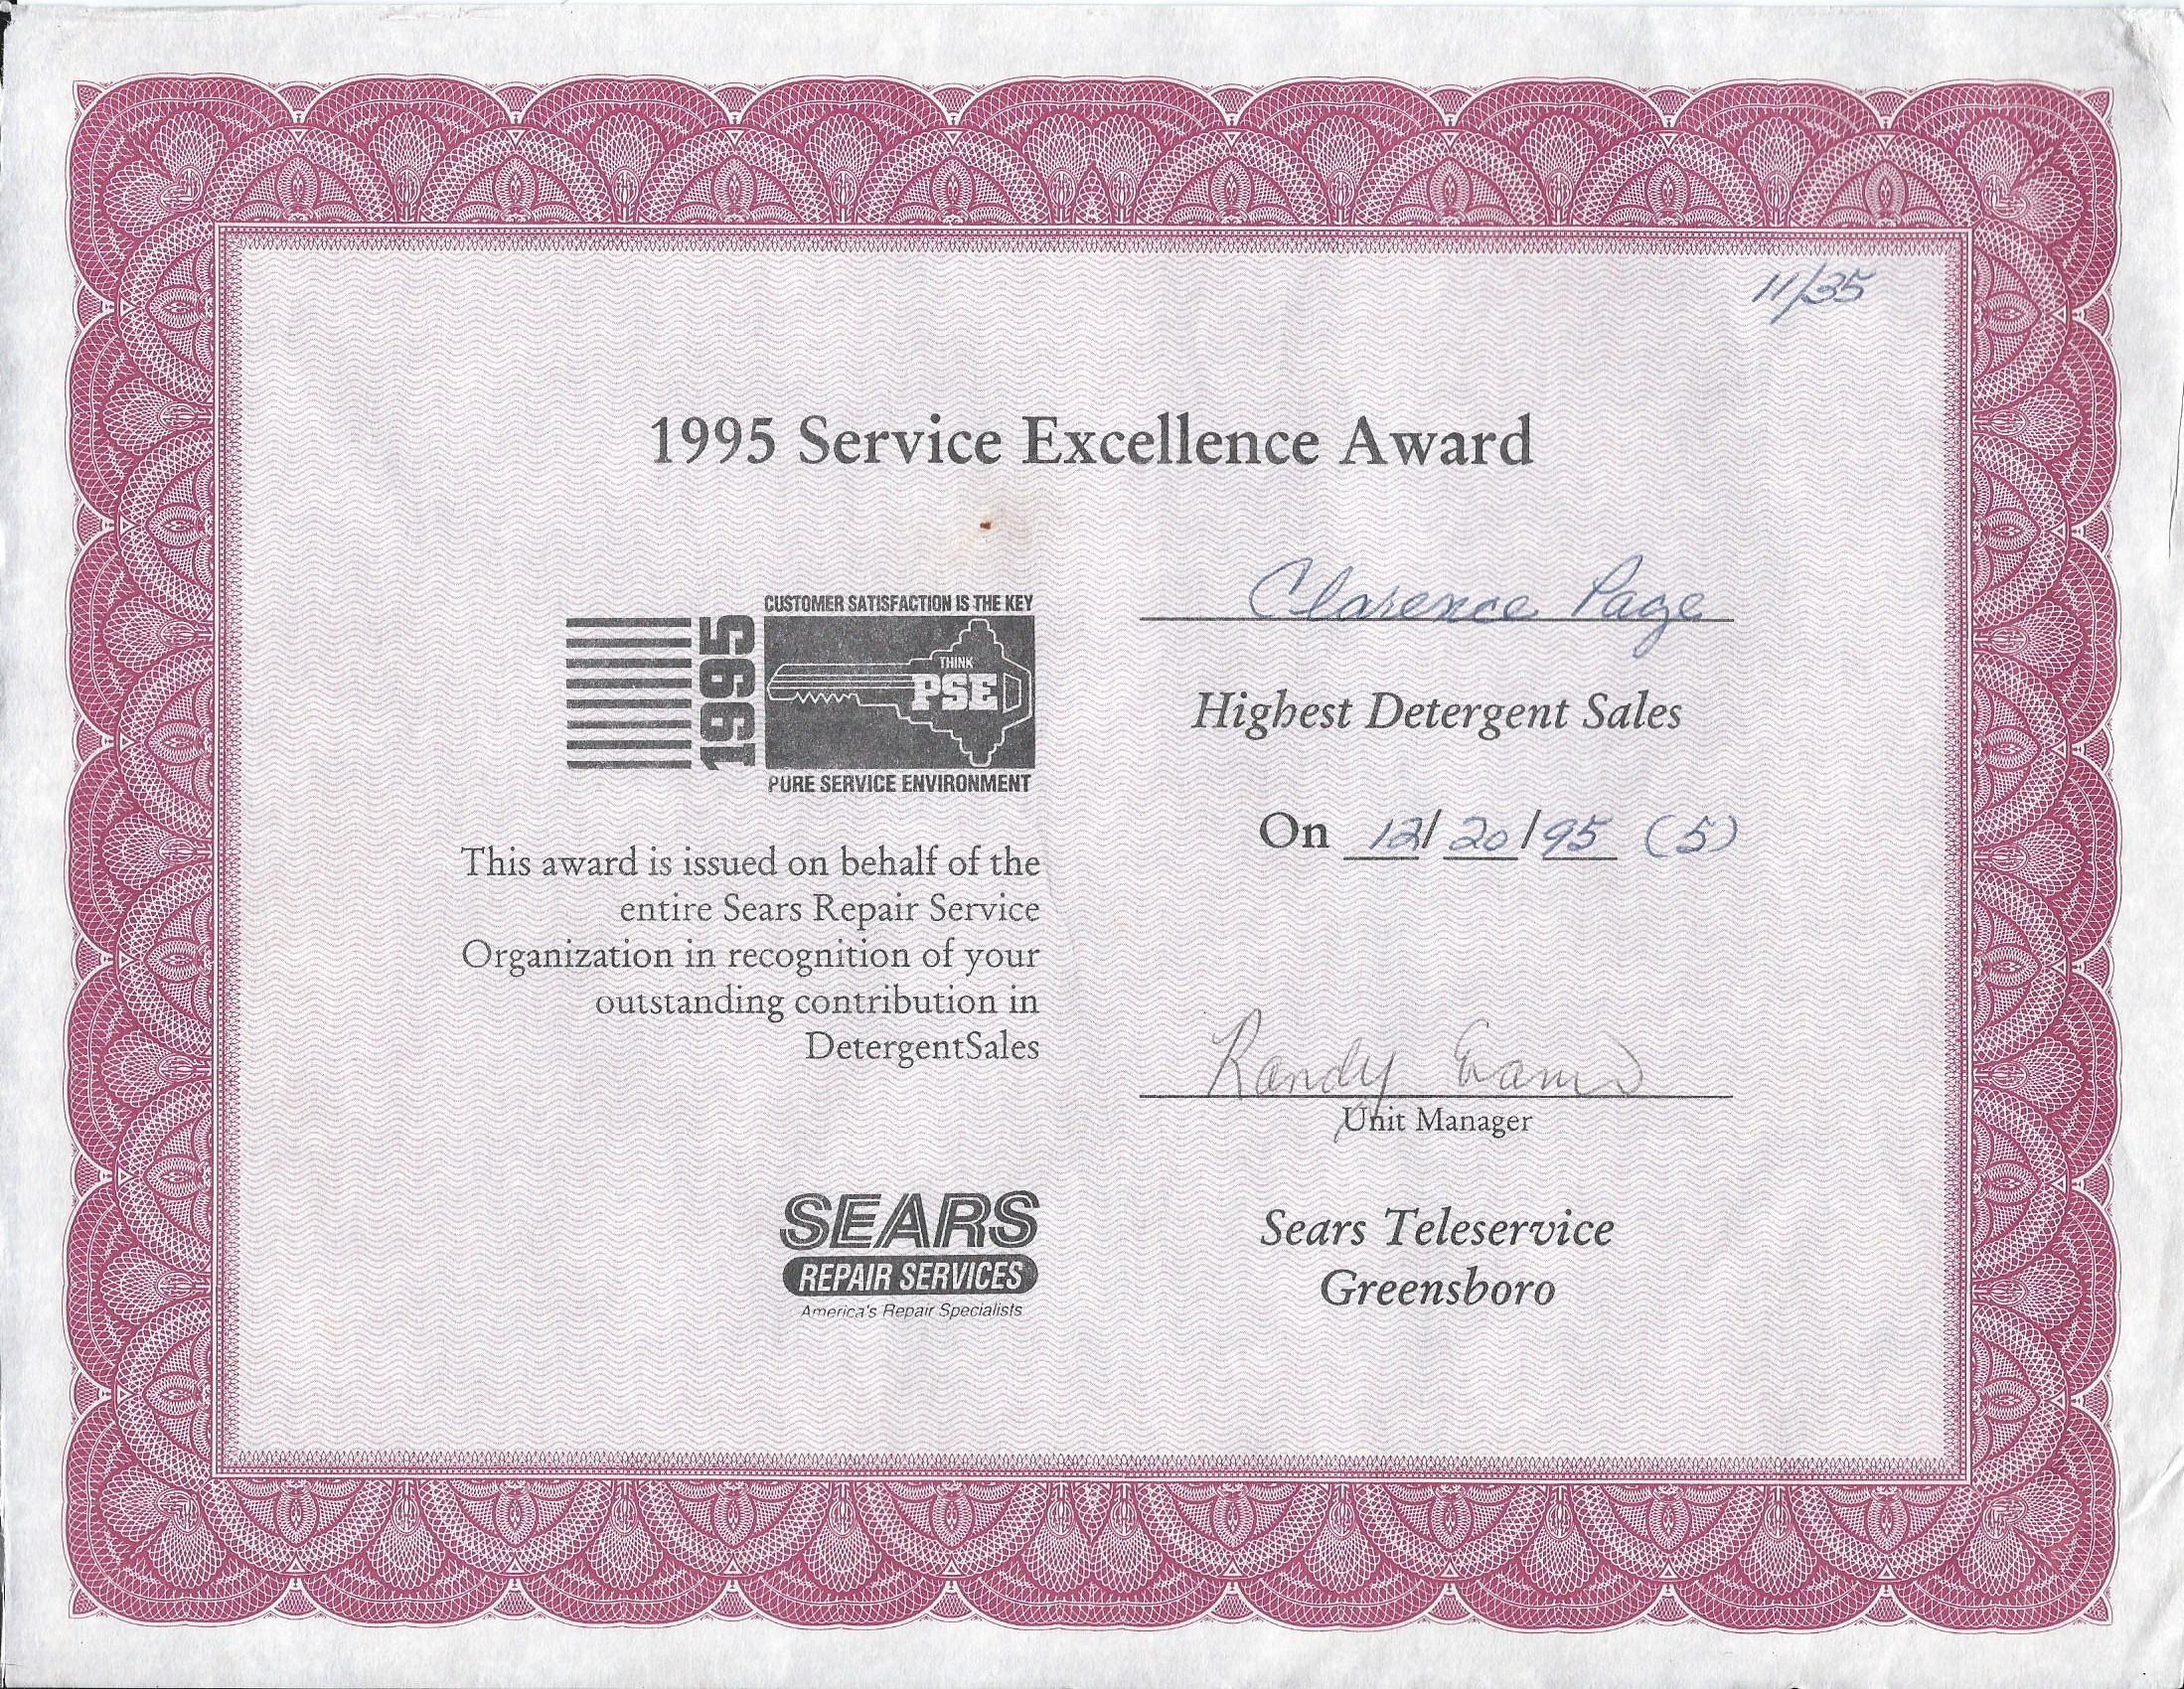 11/35
1995 Service Excellence Award
CUSTOMER SATISFACTION IS THE KEY
1995
THINK
PSE
PURE SERVICE ENVIRONMENT
This award is issued on behalf of the
entire Sears Repair Service
Organization in recognition of your
outstanding contribution in
DetergentSales
SEARS
REPAIR SERVICES
America's Repair Specialists
Clarence Page
Highest Detergent Sales
On 12/20/95 (5)
Randy Evans
Unit Manager
Sears Teleservice
Greensboro